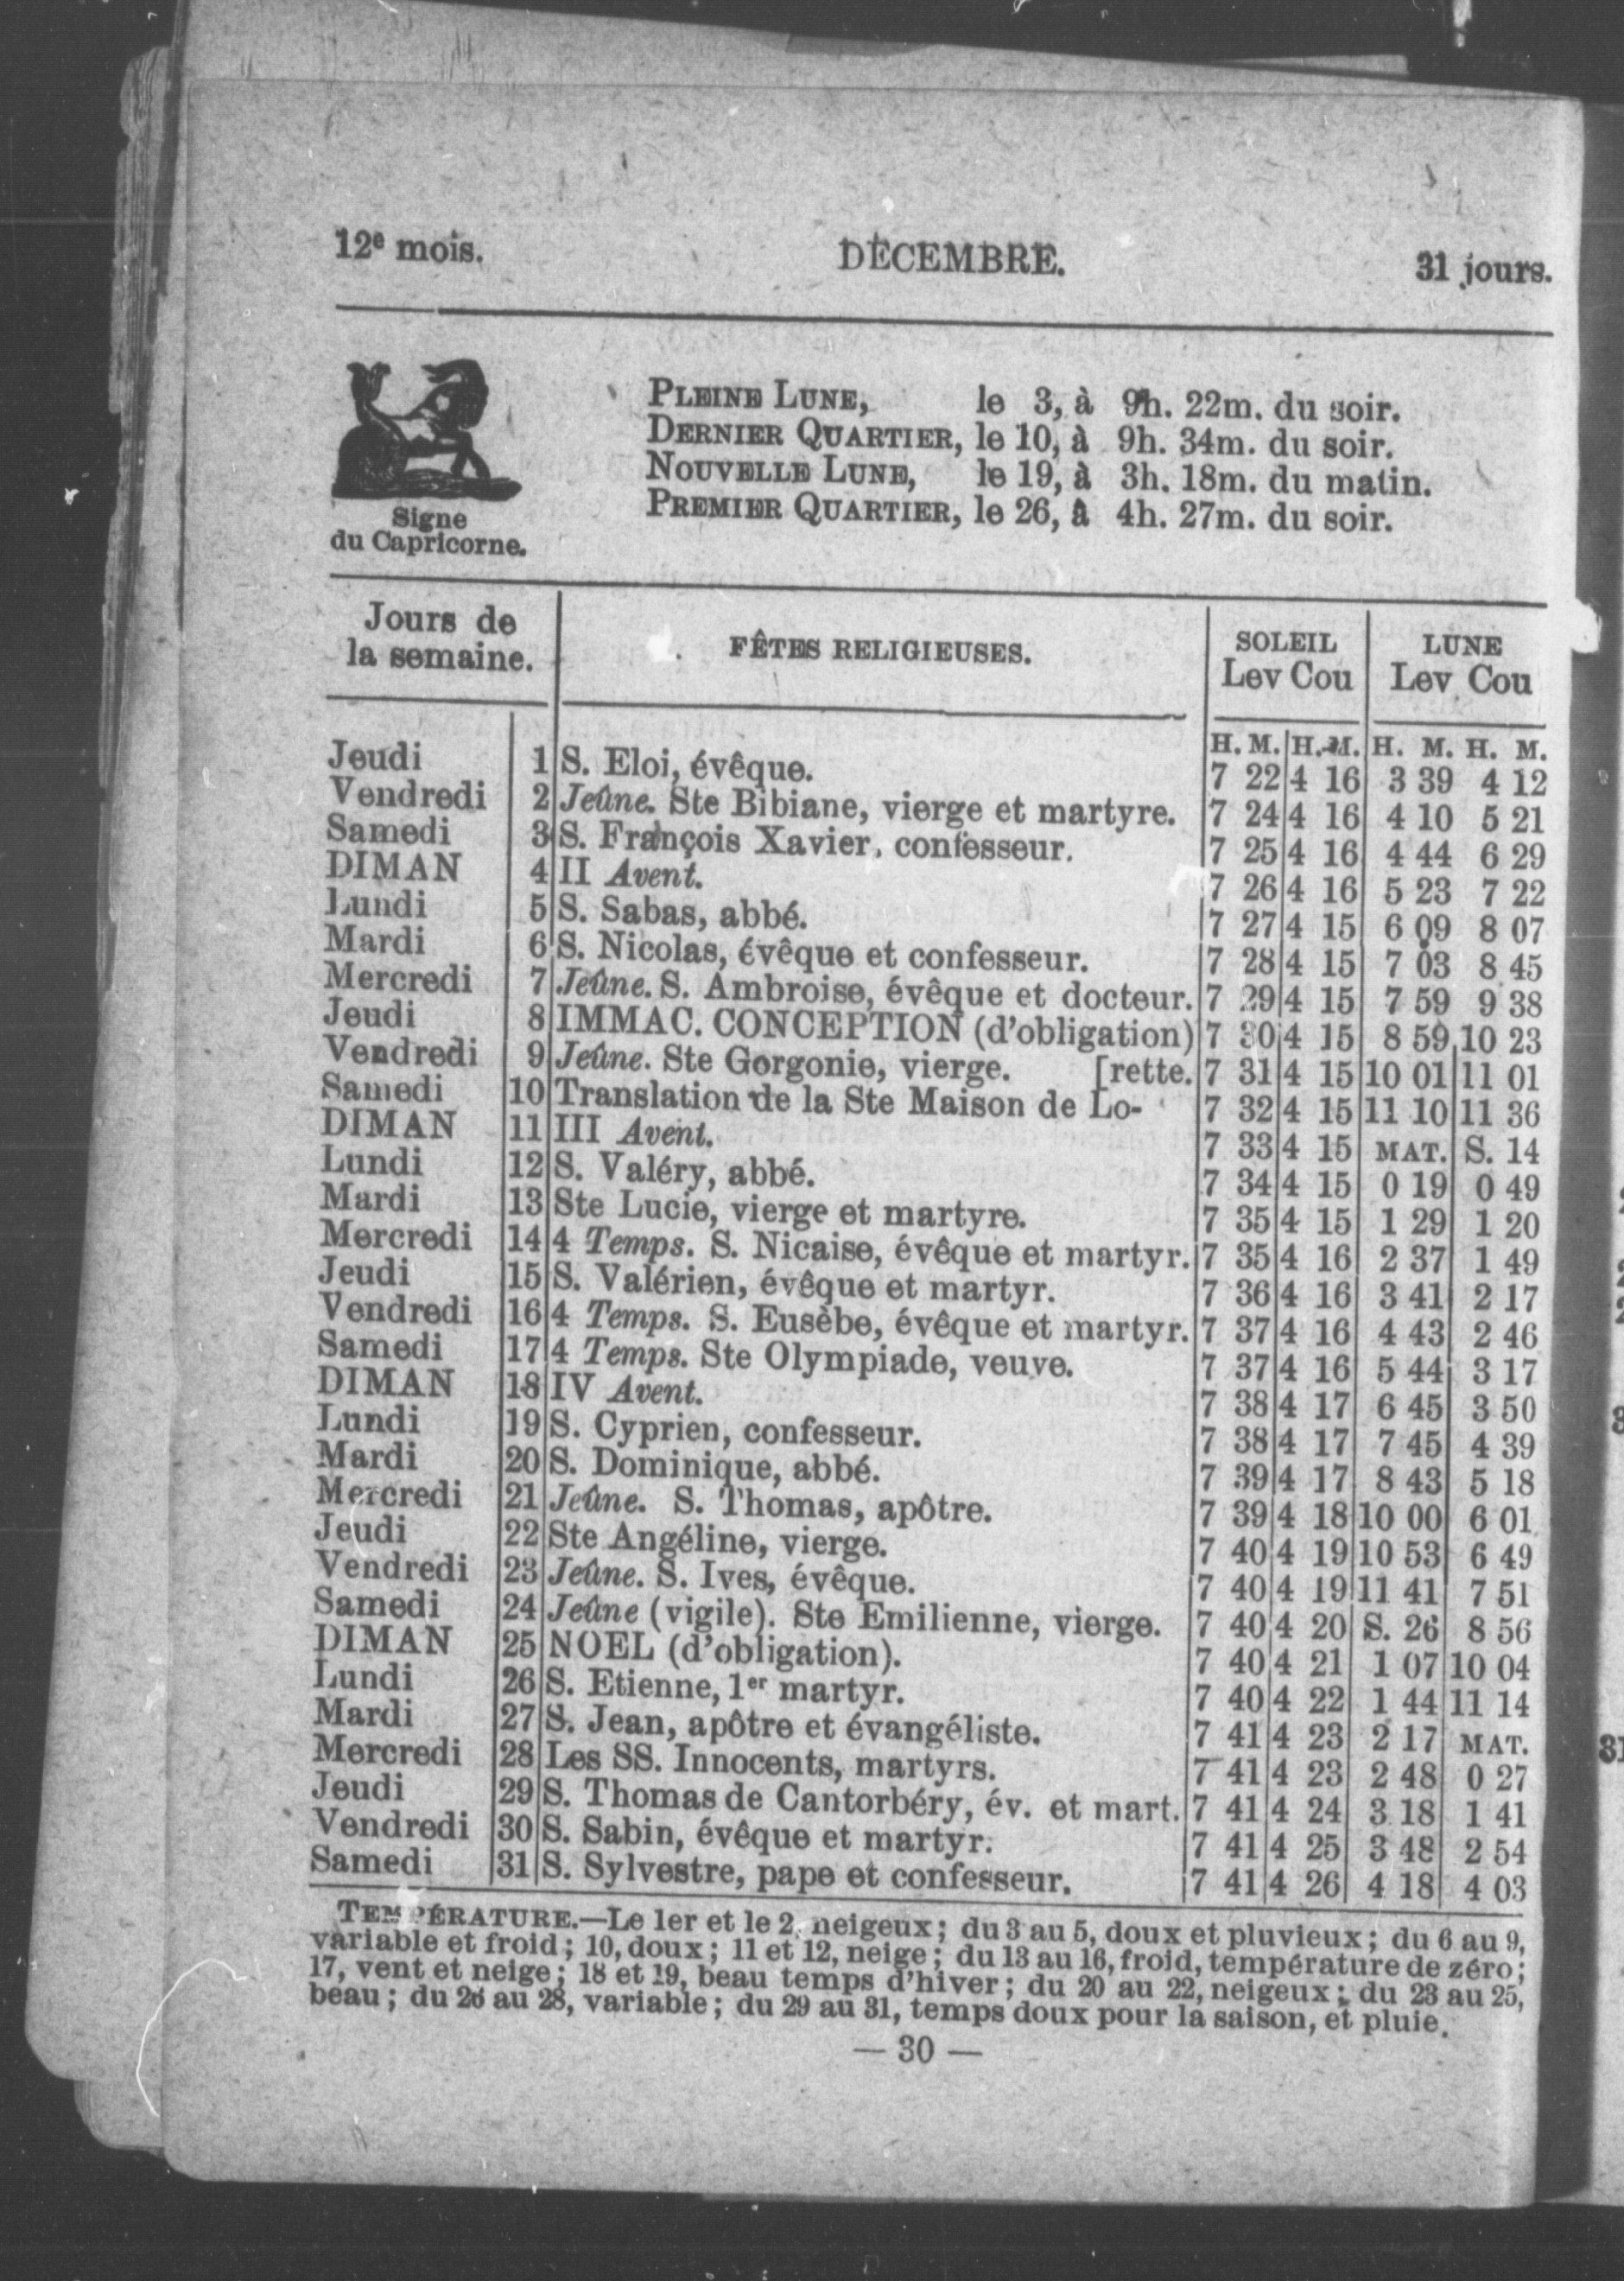 12e mois. DÉCEMBRE. 31 jours.
Signe
du Capricorne.
PLEINE LUNE, le 3, à 9h. 22m. du soir.
DERNIER QUARTIER, le 10, à 9h. 34m. du soir.
NOUVELLE LUNE, le 19, à 3h. 18m. du matin.
PREMIER QUARTIER, le 26, à 4h. 27m. du soir.
Jours de la semaine. FÊTES RELIGIEUSES. SOLEIL Lev Cou LUNE Lev Cou
H. M. H. M. H. M. H. M.
Jeudi 1 S. Eloi, évêque. 7 22 4 16 3 39 4 12
Vendredi 2 Jeûne. Ste Bibiane, vierge et martyre. 7 24 4 16 4 10 5 21
Samedi 3 S. François Xavier, confesseur. 7 25 4 16 4 44 6 29
DIMAN 4 II Avent. 7 26 4 16 5 23 7 22
Lundi 5 S. Sabas, abbé. 7 27 4 15 6 09 8 07
Mardi 6 S. Nicolas, évêque et confesseur. 7 28 4 15 7 03 8 45
Mercredi 7 Jeûne. S. Ambroise, évêque et docteur. 7 29 4 15 7 59 9 38
Jeudi 8 IMMAC. CONCEPTION (d'obligation) 7 30 4 15 8 59 10 23
Vendredi 9 Jeûne. Ste Gorgonie, vierge. [rette. 7 31 4 15 10 01 11 01
Samedi 10 Translation de la Ste Maison de Lo- 7 32 4 15 11 10 11 36
DIMAN 11 III Avent. 7 33 4 15 MAT. S. 14
Lundi 12 S. Valéry, abbé. 7 34 4 15 0 19 0 49
Mardi 13 Ste Lucie, vierge et martyre. 7 35 4 15 1 29 1 20
Mercredi 14 4 Temps. S. Nicaise, évêque et martyr. 7 35 4 16 2 37 1 49
Jeudi 15 S. Valérien, évêque et martyr. 7 36 4 16 3 41 2 17
Vendredi 16 4 Temps. S. Eusèbe, évêque et martyr. 7 37 4 16 4 43 2 46
Samedi 17 4 Temps. Ste Olympiade, veuve. 7 37 4 16 5 44 3 17
DIMAN 18 IV Avent. 7 38 4 17 6 45 3 50
Lundi 19 S. Cyprien, confesseur. 7 38 4 17 7 45 4 39
Mardi 20 S. Dominique, abbé. 7 39 4 17 8 43 5 18
Mercredi 21 Jeûne. S. Thomas, apôtre. 7 39 4 18 10 00 6 01
Jeudi 22 Ste Angéline, vierge. 7 40 4 19 10 53 6 49
Vendredi 23 Jeûne. S. Ives, évêque. 7 40 4 19 11 41 7 51
Samedi 24 Jeûne (vigile). Ste Emilienne, vierge. 7 40 4 20 S. 26 8 56
DIMAN 25 NOEL (d'obligation). 7 40 4 21 1 07 10 04
Lundi 26 S. Etienne, 1er martyr. 7 40 4 22 1 44 11 14
Mardi 27 S. Jean, apôtre et évangéliste. 7 41 4 23 2 17 MAT.
Mercredi 28 Les SS. Innocents, martyrs. 7 41 4 23 2 48 0 27
Jeudi 29 S. Thomas de Cantorbéry, év. et mart. 7 41 4 24 3 18 1 41
Vendredi 30 S. Sabin, évêque et martyr. 7 41 4 25 3 48 2 54
Samedi 31 S. Sylvestre, pape et confesseur. 7 41 4 26 4 18 4 03
TEMPÉRATURE.—Le 1er et le 2, neigeux; du 3 au 5, doux et pluvieux; du 6 au 9,
variable et froid; 10, doux; 11 et 12, neige; du 13 au 16, froid, température de zéro;
17, vent et neige; 18 et 19, beau temps d'hiver; du 20 au 22, neigeux; du 23 au 25,
beau; du 26 au 28, variable; du 29 au 31, temps doux pour la saison, et pluie.
— 30 —